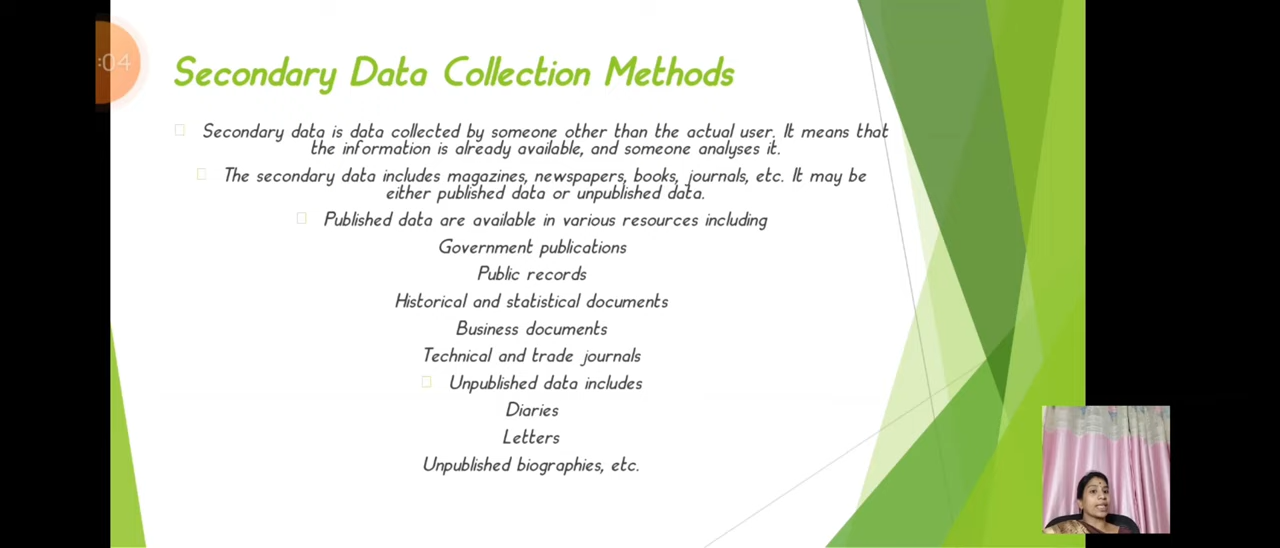 :04
Secondary Data Collection Methods
Secondary data is data collected by someone other than the actual user. It means that
the information is already available, and someone analyses it.
The secondary data includes magazines, newspapers, books, journals, etc. It may be
either published data or unpublished data.
Published data are available in various resources including
Government publications
Public records
Historical and statistical documents
Business documents
Technical and trade journals
Unpublished data includes
Diaries
Letters
Unpublished biographies, etc.